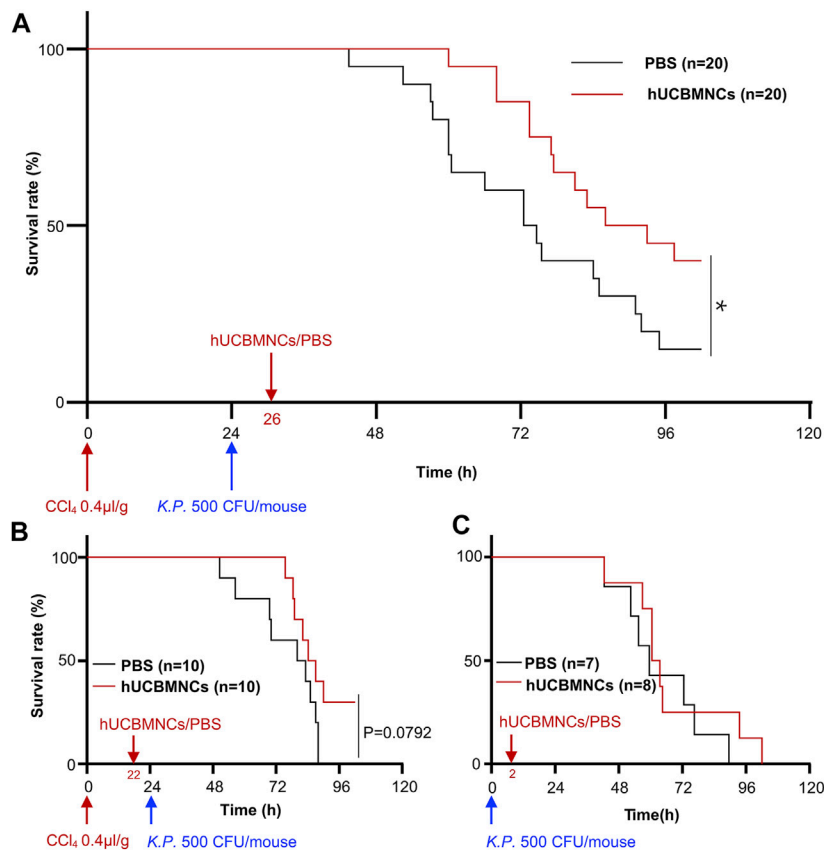 A
100
50
0
Survival rate (%)
PBS (n=20)
hUCBMNCs (n=20)
*
hUCBMNCs/PBS
26
0 24 48 72 96 120
Time (h)
CCl₄ 0.4µl/g
K.P. 500 CFU/mouse
B
100
50
0
Survival rate (%)
PBS (n=10)
hUCBMNCs (n=10)
hUCBMNCs/PBS
22
P=0.0792
0 24 48 72 96 120
Time (h)
CCl₄ 0.4µl/g
K.P. 500 CFU/mouse
C
100
50
0
PBS (n=7)
hUCBMNCs (n=8)
hUCBMNCs/PBS
2
0 24 48 72 96 120
Time(h)
K.P. 500 CFU/mouse